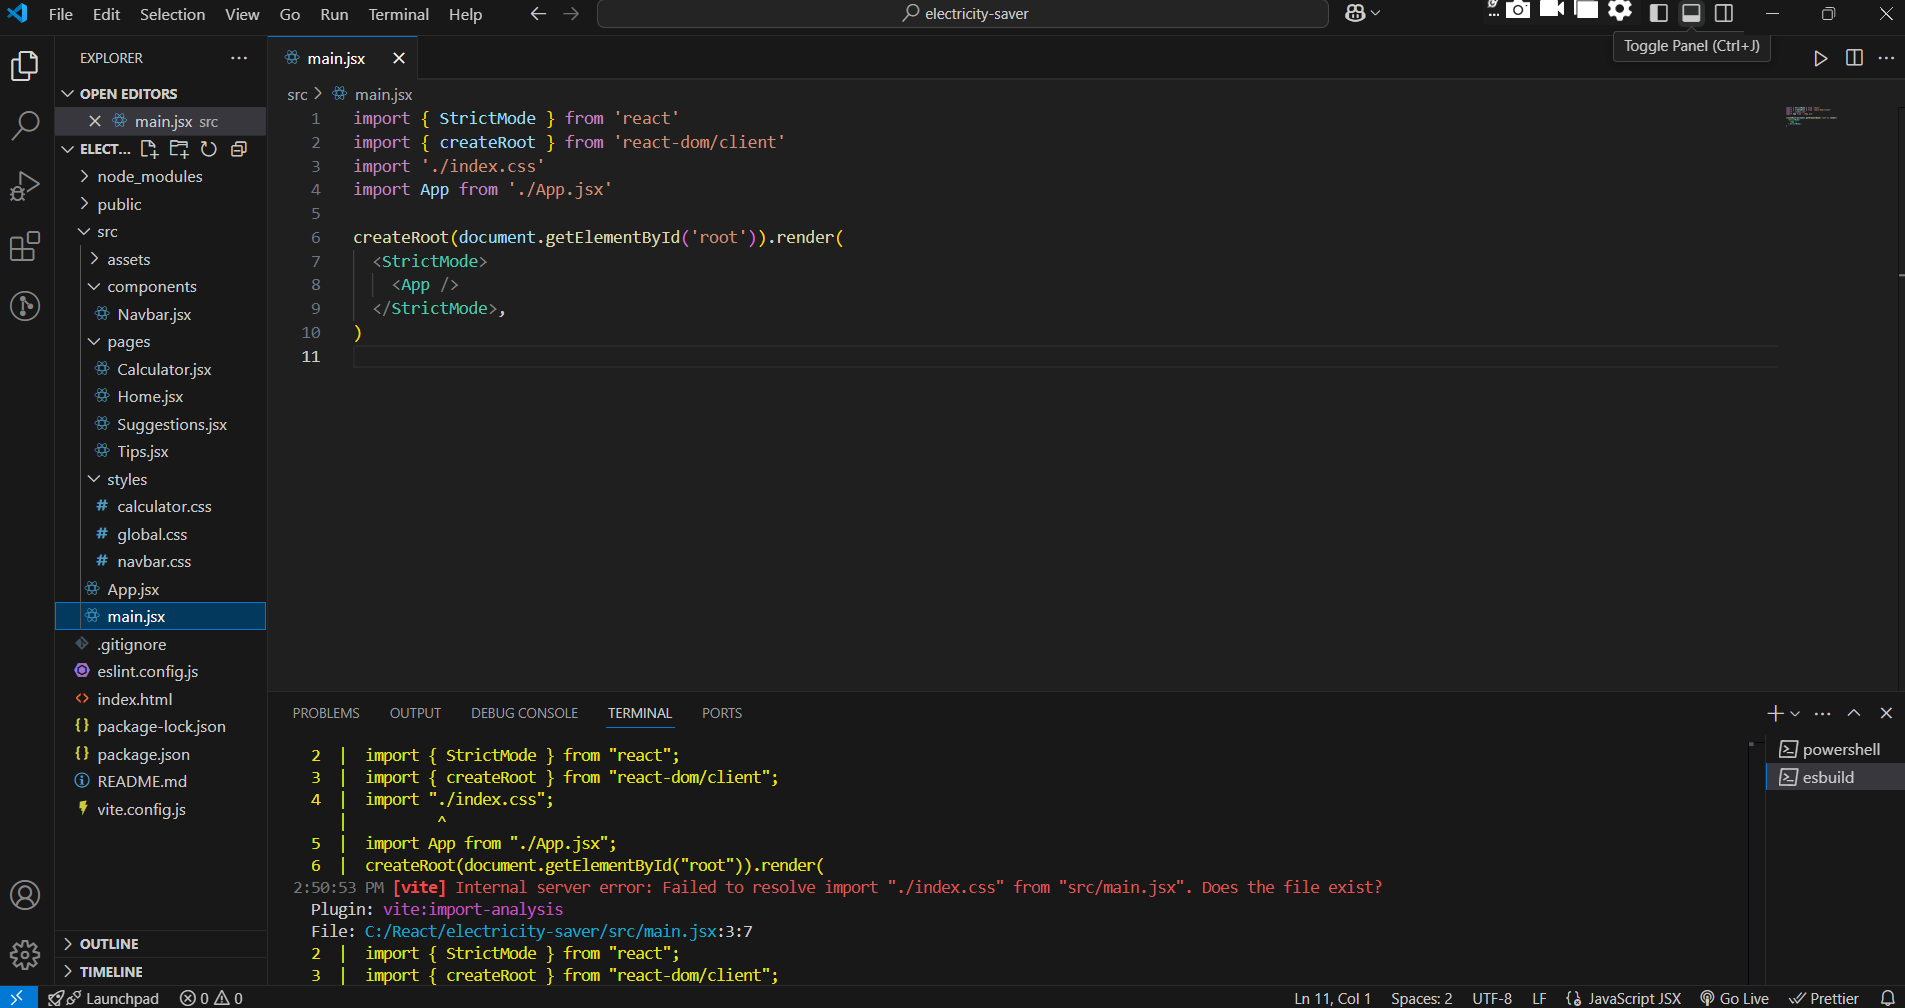 File Edit Selection View Go Run Terminal Help
electricity-saver
Toggle Panel (Ctrl+J)
EXPLORER
main.jsx
OPEN EDITORS
main.jsx src
ELECT...
node_modules
public
src
assets
components
Navbar.jsx
pages
Calculator.jsx
Home.jsx
Suggestions.jsx
Tips.jsx
styles
# calculator.css
# global.css
# navbar.css
App.jsx
main.jsx
.gitignore
eslint.config.js
<> index.html
{} package-lock.json
{} package.json
README.md
vite.config.js
OUTLINE
TIMELINE
src > main.jsx
1 import { StrictMode } from 'react'
2 import { createRoot } from 'react-dom/client'
3 import './index.css'
4 import App from './App.jsx'
5
6 createRoot(document.getElementById('root')).render(
7 <StrictMode>
8 <App />
9 </StrictMode>,
10 )
11
PROBLEMS OUTPUT DEBUG CONSOLE TERMINAL PORTS
2 | import { StrictMode } from "react";
3 | import { createRoot } from "react-dom/client";
4 | import "./index.css";
| ^
5 | import App from "./App.jsx";
6 | createRoot(document.getElementById("root")).render(
2:50:53 PM [vite] Internal server error: Failed to resolve import "./index.css" from "src/main.jsx". Does the file exist?
Plugin: vite:import-analysis
File: C:/React/electricity-saver/src/main.jsx:3:7
2 | import { StrictMode } from "react";
3 | import { createRoot } from "react-dom/client";
powershell
esbuild
Launchpad 0 0
Ln 11, Col 1 Spaces: 2 UTF-8 LF {} JavaScript JSX Go Live Prettier